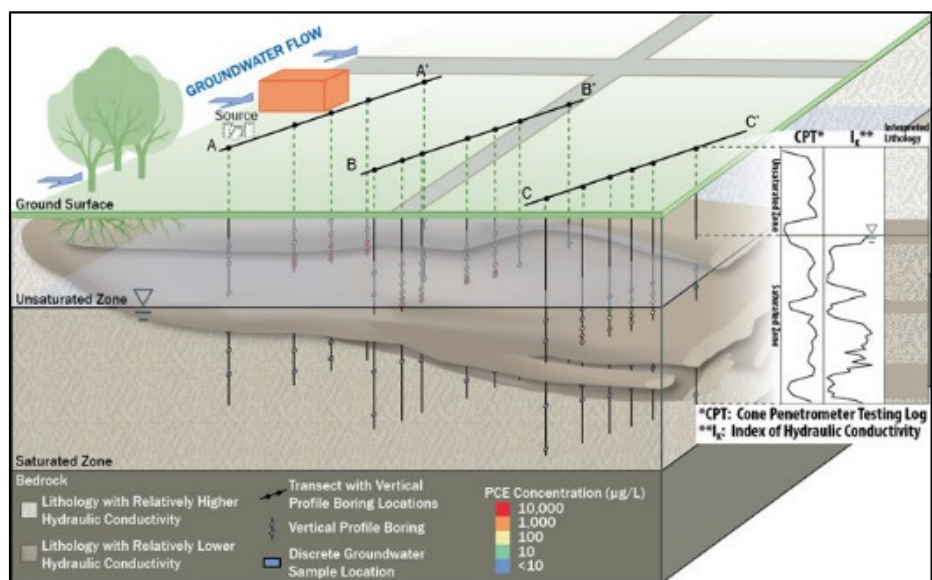 GROUNDWATER FLOW
A'
Source
A
B'
B
C'
C
CPT* IK**
Interpreted
Lithology
Unsaturated Zone
Saturated Zone
Ground Surface
Unsaturated Zone
Saturated Zone
*CPT: Cone Penetrometer Testing Log
**IK: Index of Hydraulic Conductivity
Bedrock
Lithology with Relatively Higher
Hydraulic Conductivity
Lithology with Relatively Lower
Hydraulic Conductivity
Transect with Vertical
Profile Boring Locations
Vertical Profile Boring
Discrete Groundwater
Sample Location
PCE Concentration (µg/L)
10,000
1,000
100
10
<10